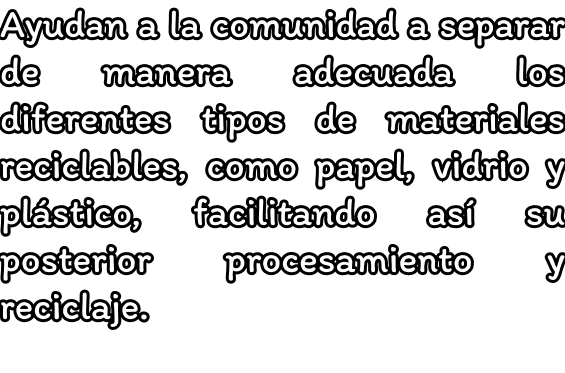 Ayudan a la comunidad a separar
de manera adecuada los
diferentes tipos de materiales
reciclables, como papel, vidrio y
plástico, facilitando así su
posterior procesamiento y
reciclaje.